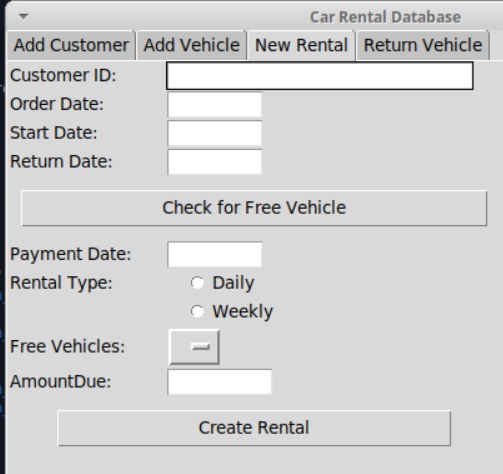 Car Rental Database
Add Customer Add Vehicle New Rental Return Vehicle
Customer ID:
Order Date:
Start Date:
Return Date:
Check for Free Vehicle
Payment Date:
Rental Type: Daily
Weekly
Free Vehicles:
AmountDue:
Create Rental